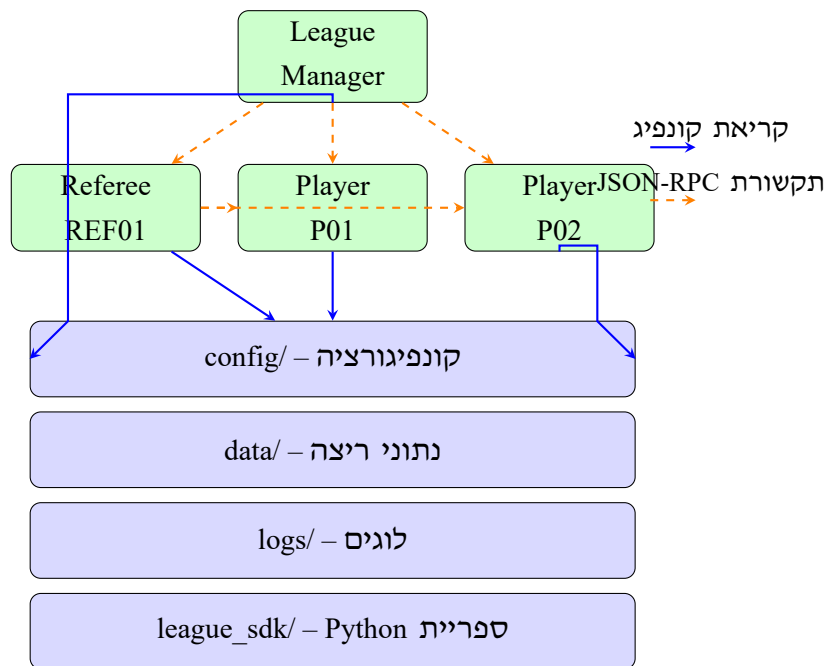 League
Manager
קריאת קונפיג
תקשורת JSON-RPC
Referee
REF01
Player
P01
Player
P02
config/ – קונפיגורציה
data/ – נתוני ריצה
logs/ – לוגים
league_sdk/ – Python ספריית